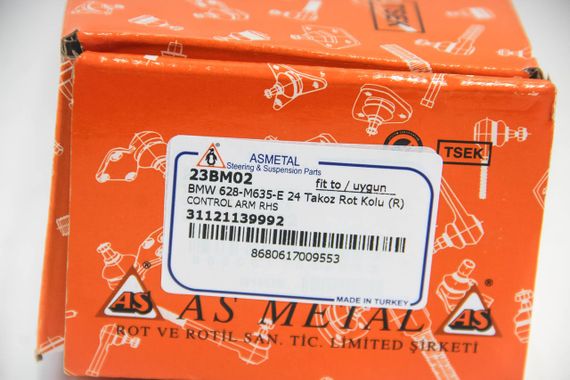 TSEK
TSEK
ASMETAL
Steering & Suspension Parts
23BM02
fit to / uygun
BMW 628-M635-E 24 Takoz Rot Kolu (R)
CONTROL ARM RHS
31121139992
8680617009553
MADE IN TURKEY
AS AS METAL AS
ROT VE ROTİL SAN. TİC. LİMİTED ŞİRKETİ